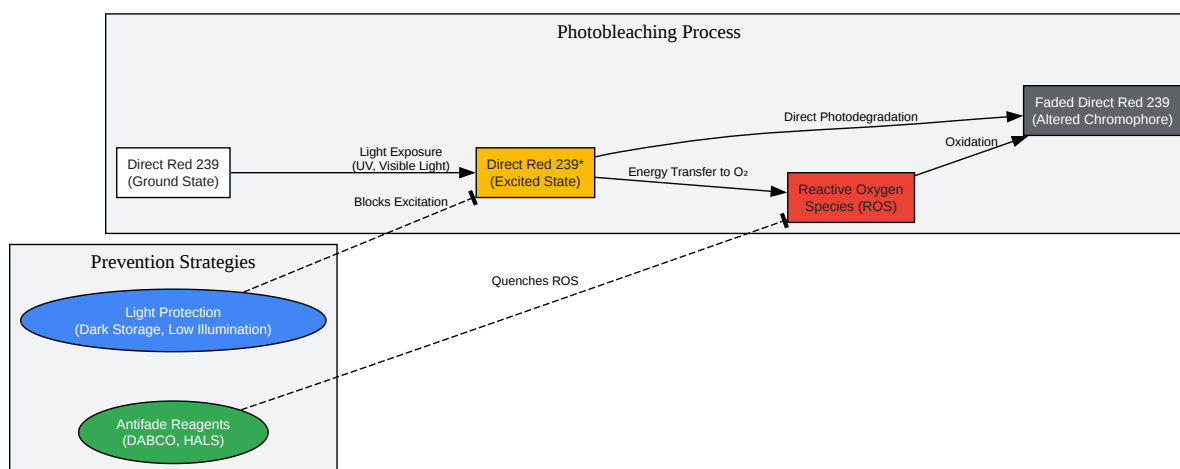 Photobleaching Process
Direct Red 239
(Ground State)
Light Exposure
(UV, Visible Light)
Direct Red 239*
(Excited State)
Direct Photodegradation
Energy Transfer to O₂
Reactive Oxygen
Species (ROS)
Oxidation
Faded Direct Red 239
(Altered Chromophore)
Blocks Excitation
Quenches ROS
Prevention Strategies
Light Protection
(Dark Storage, Low Illumination)
Antifade Reagents
(DABCO, HALS)